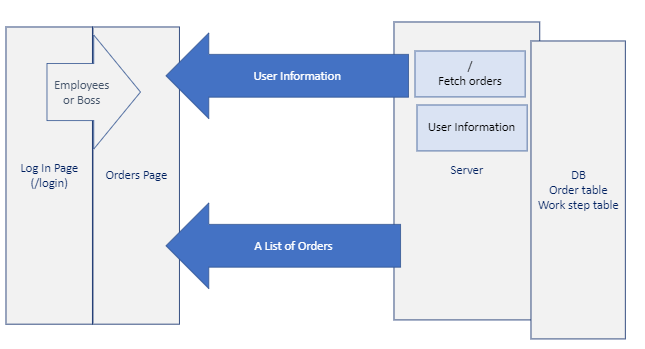 Employees
or Boss
Log In Page
(/login)
Orders Page
User Information
A List of Orders
/
Fetch orders
User Information
Server
DB
Order table
Work step table